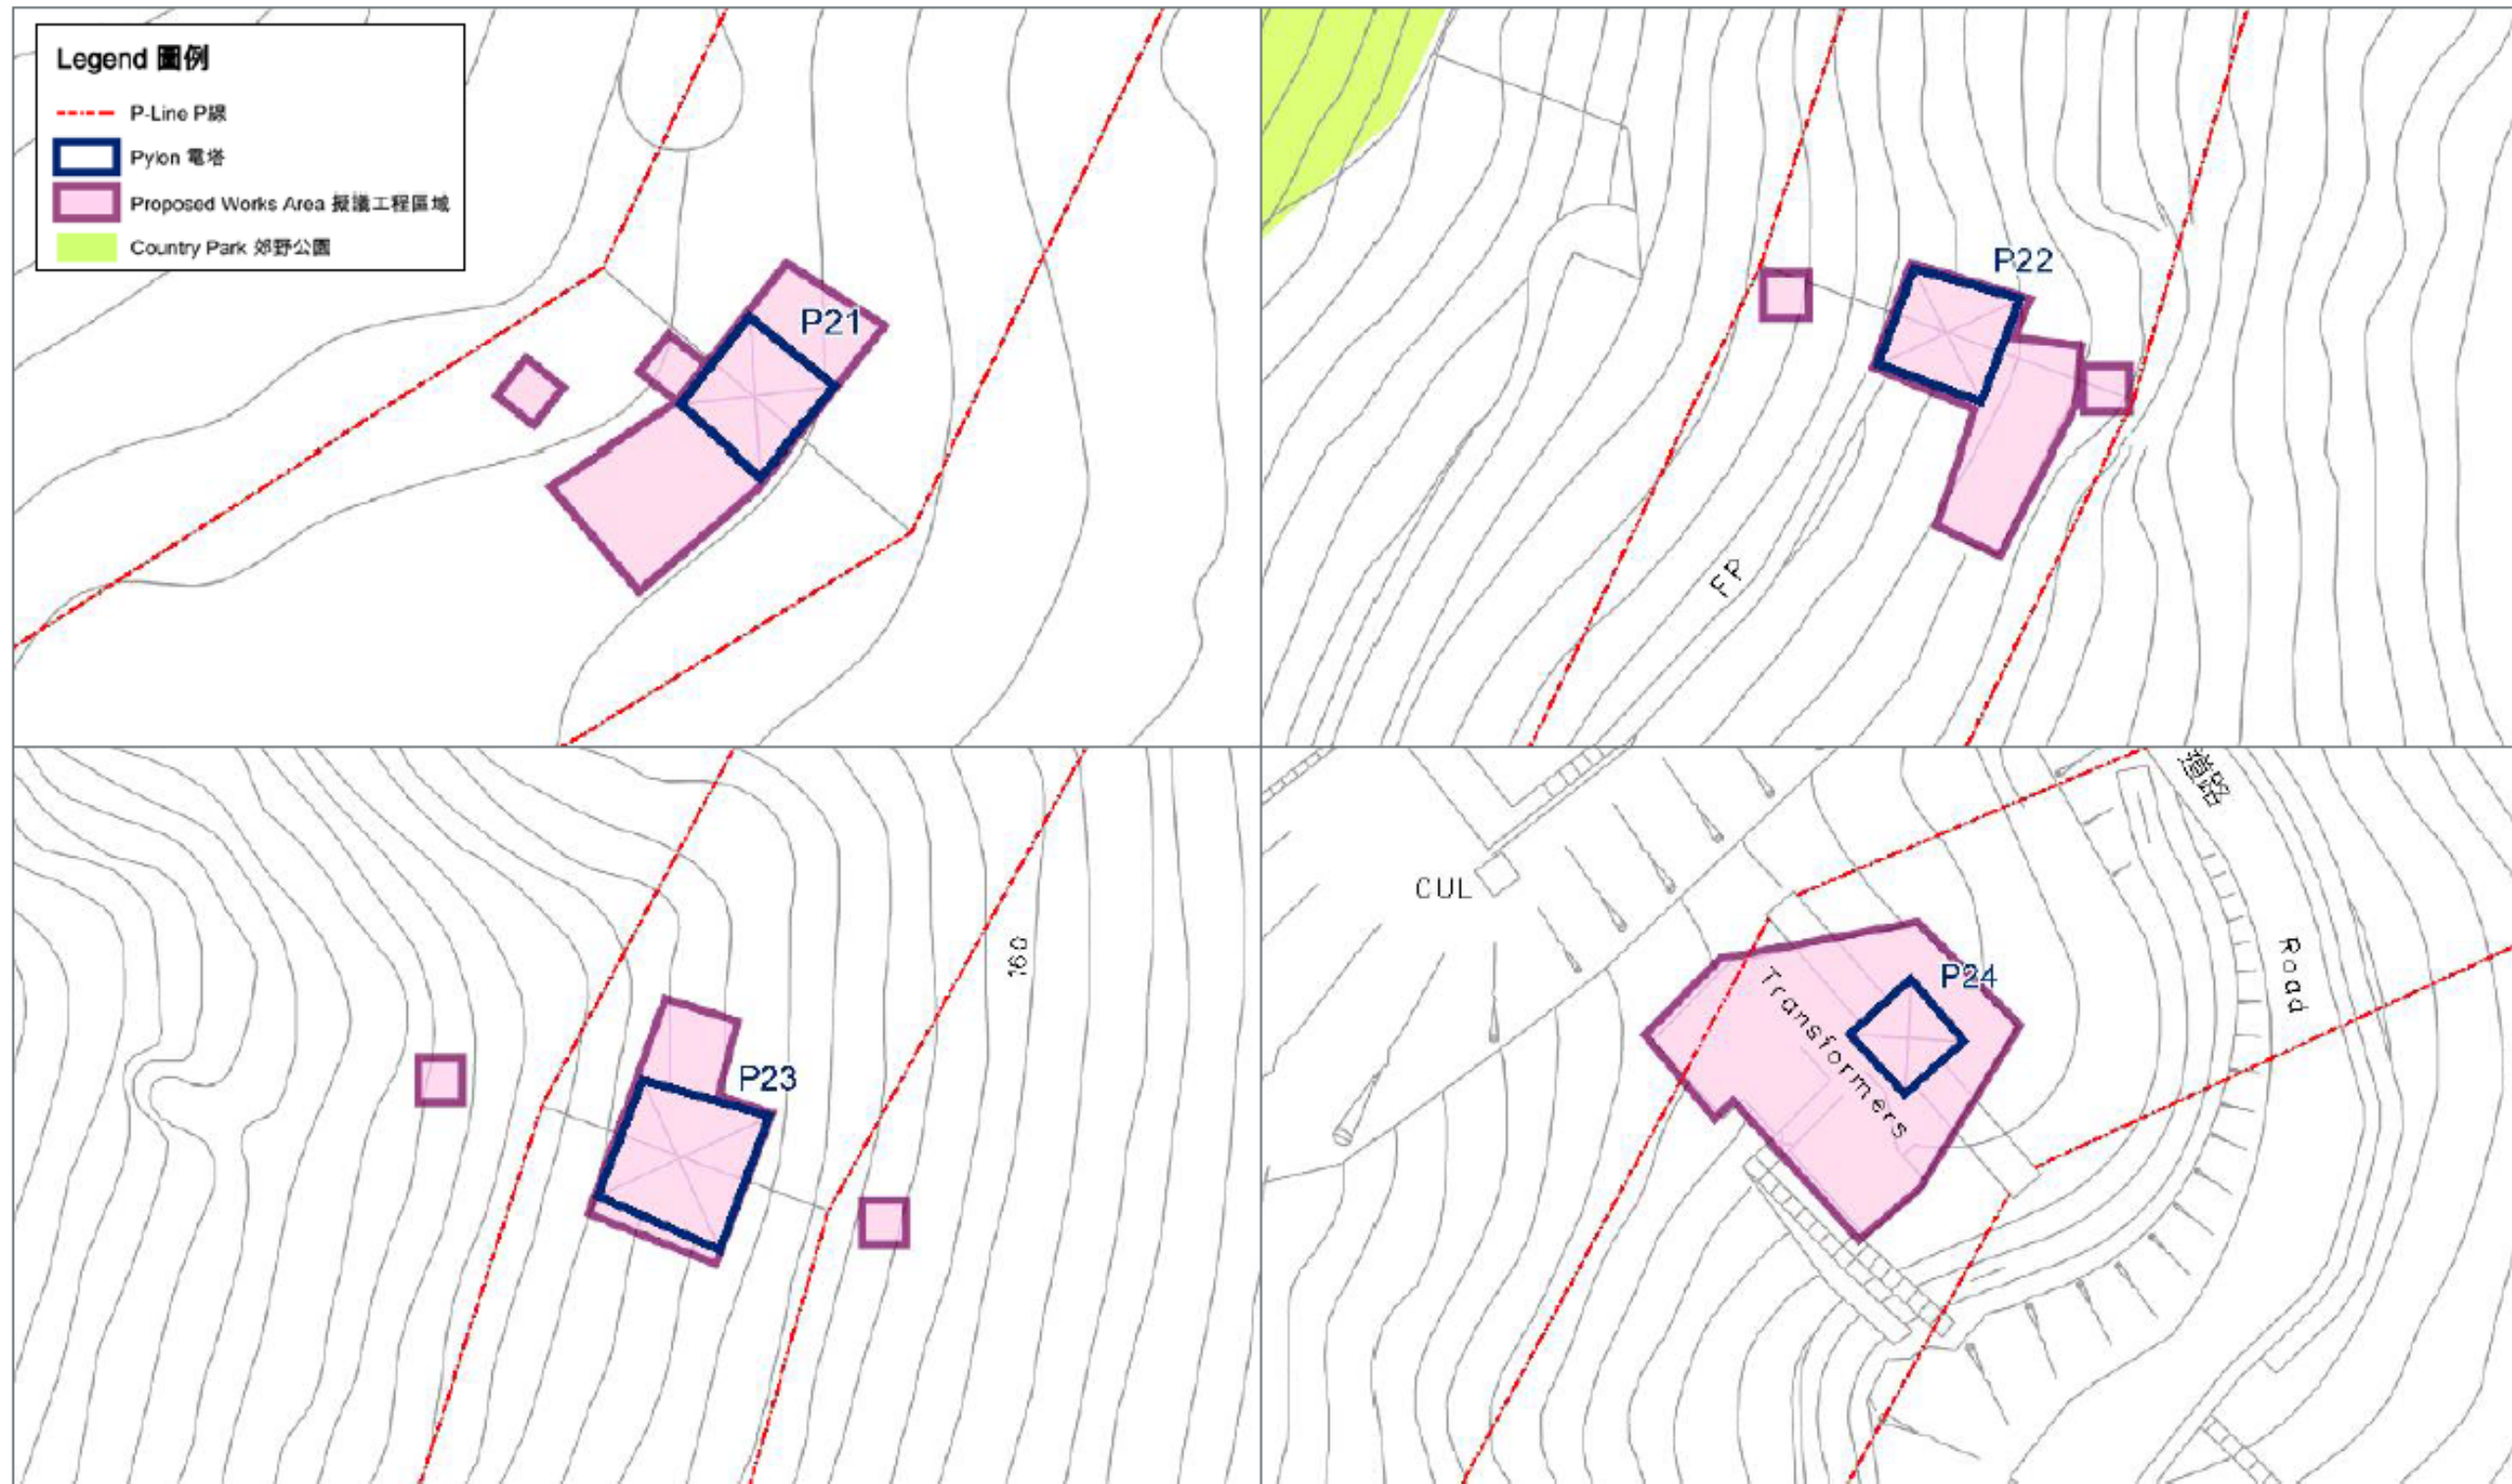 Legend 圖例
P-Line P線
Pylon 電塔
Proposed Works Area 擬議工程區域
Country Park 郊野公園
P21
P22
FP
P23
160
道路
CUL
Road
P24
Transformers